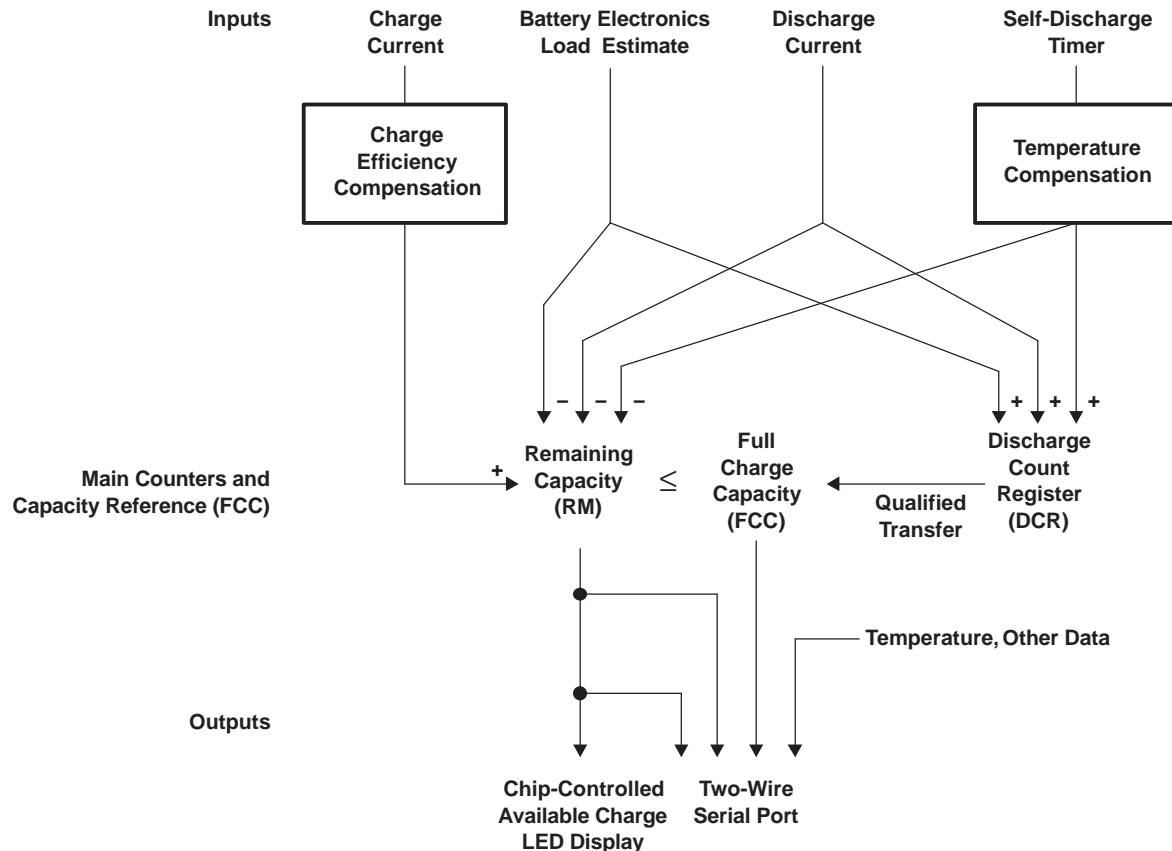 Inputs
Charge
Current
Battery Electronics
Load Estimate
Discharge
Current
Self-Discharge
Timer
Charge
Efficiency
Compensation
Temperature
Compensation
– – –
+ + +
Main Counters and
Capacity Reference (FCC)
+
Remaining
Capacity
(RM)
≤
Full
Charge
Capacity
(FCC)
Qualified
Transfer
Discharge
Count
Register
(DCR)
Temperature, Other Data
Outputs
Chip-Controlled
Available Charge
LED Display
Two-Wire
Serial Port